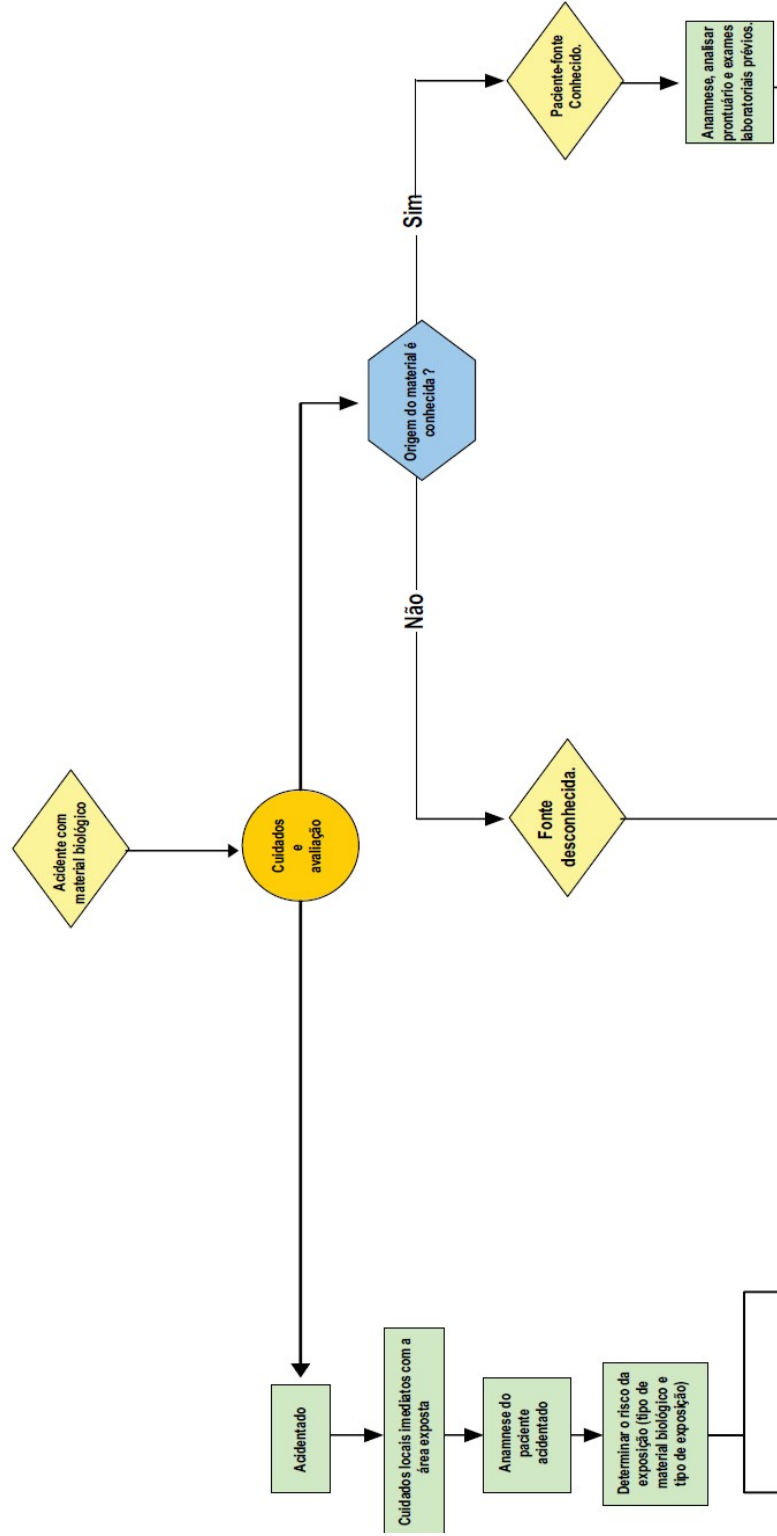 Acidente com
material biológico
Cuidados
e
avaliação
Acidentado
Cuidados locais imediatos com a
área exposta
Anamnese do
paciente
acidentado
Determinar o risco da
exposição (tipo de
material biológico e
tipo de exposição)
Origem do material é
conhecida ?
Não
Sim
Fonte
desconhecida.
Paciente-fonte
Conhecido.
Anamnese, analisar
prontuário e exames
laboratoriais prévios.